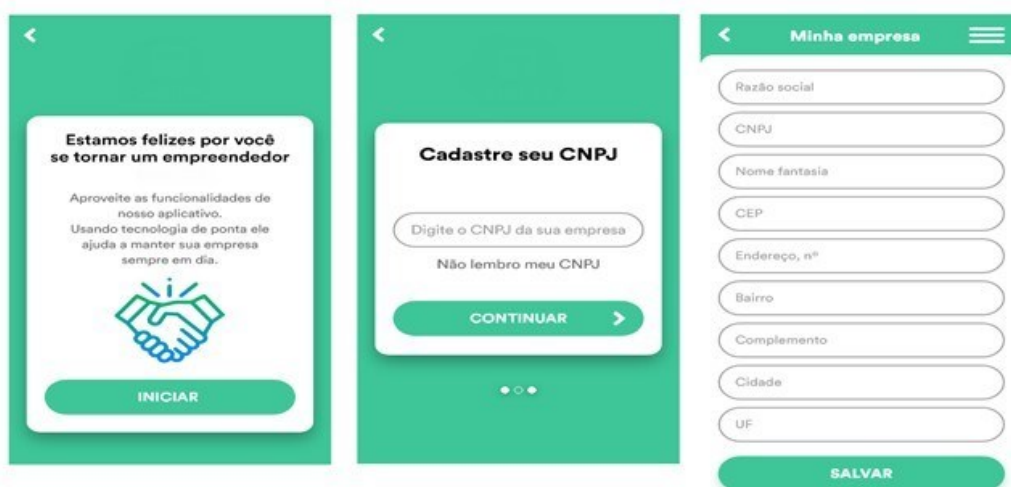 Estamos felizes por você
se tornar um empreendedor
Aproveite as funcionalidades de
nosso aplicativo.
Usando tecnologia de ponta ele
ajuda a manter sua empresa
sempre em dia.
INICIAR
Cadastre seu CNPJ
Digite o CNPJ da sua empresa
Não lembro meu CNPJ
CONTINUAR
Minha empresa
Razão social
CNPJ
Nome fantasia
CEP
Endereço, nº
Bairro
Complemento
Cidade
UF
SALVAR